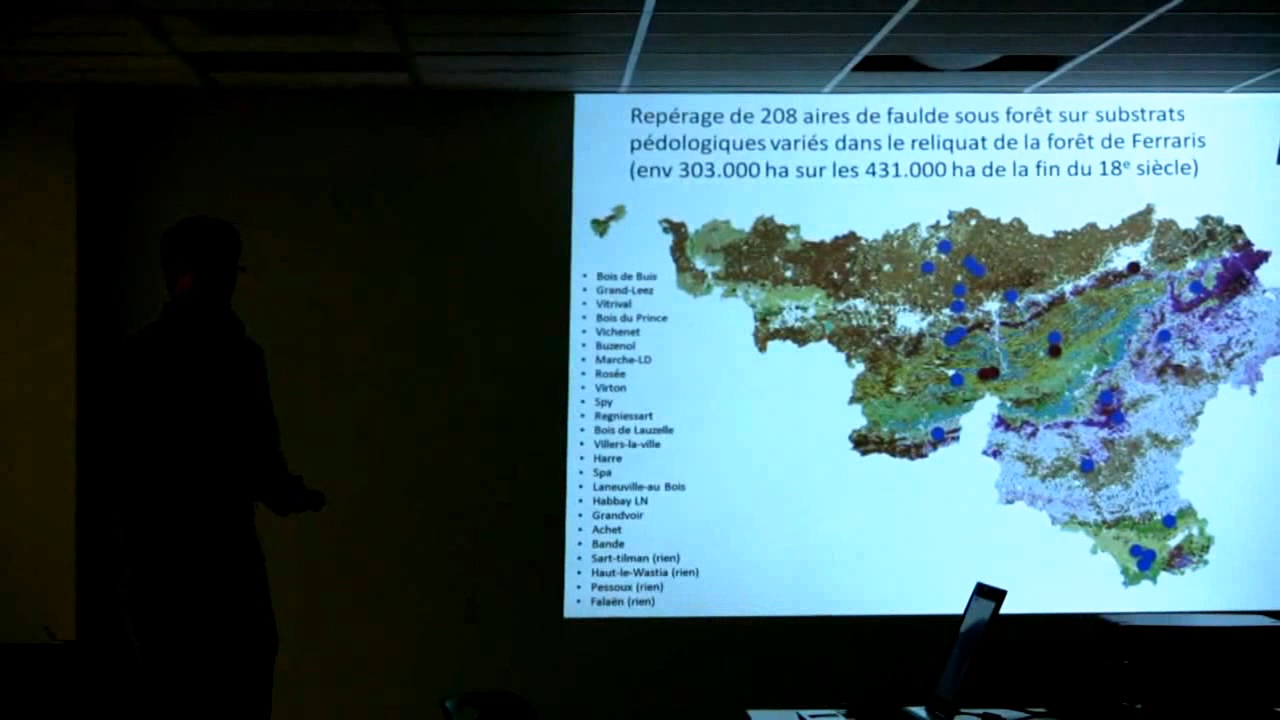 Repérage de 208 aires de faulde sous forêt sur substrats
pédologiques variés dans le reliquat de la forêt de Ferraris
(env 303.000 ha sur les 431.000 ha de la fin du 18e siècle)
• Bois de Buis
• Grand-Leez
• Vitrival
• Bois du Prince
• Vichenet
• Buzenol
• Marche-LD
• Rosée
• Virton
• Spy
• Regniessart
• Bois de Lauzelle
• Villers-la-ville
• Harre
• Spa
• Laneuville-au Bois
• Habbay LN
• Grandvoir
• Achet
• Bande
• Sart-tilman (rien)
• Haut-le-Wastia (rien)
• Pessoux (rien)
• Falaën (rien)